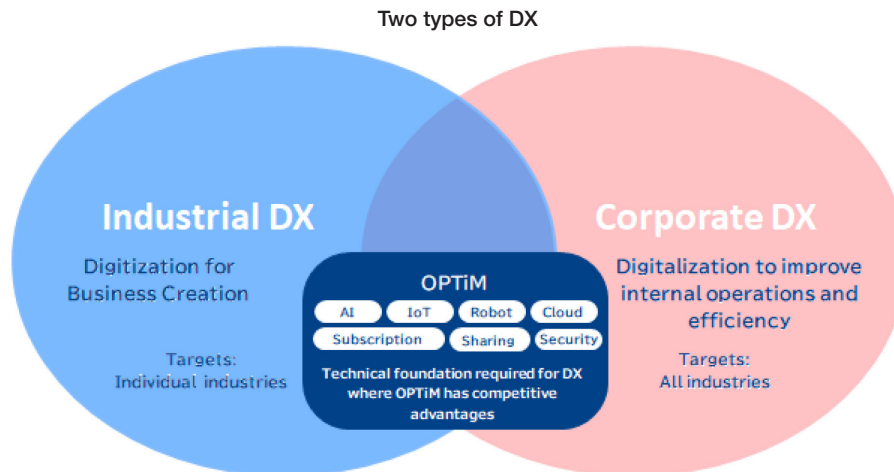 Two types of DX
Industrial DX
Digitization for
Business Creation
Targets:
Individual industries
Corporate DX
Digitalization to improve
internal operations and
efficiency
Targets:
All industries
OPTiM
AI IoT Robot Cloud
Subscription Sharing Security
Technical foundation required for DX
where OPTiM has competitive
advantages